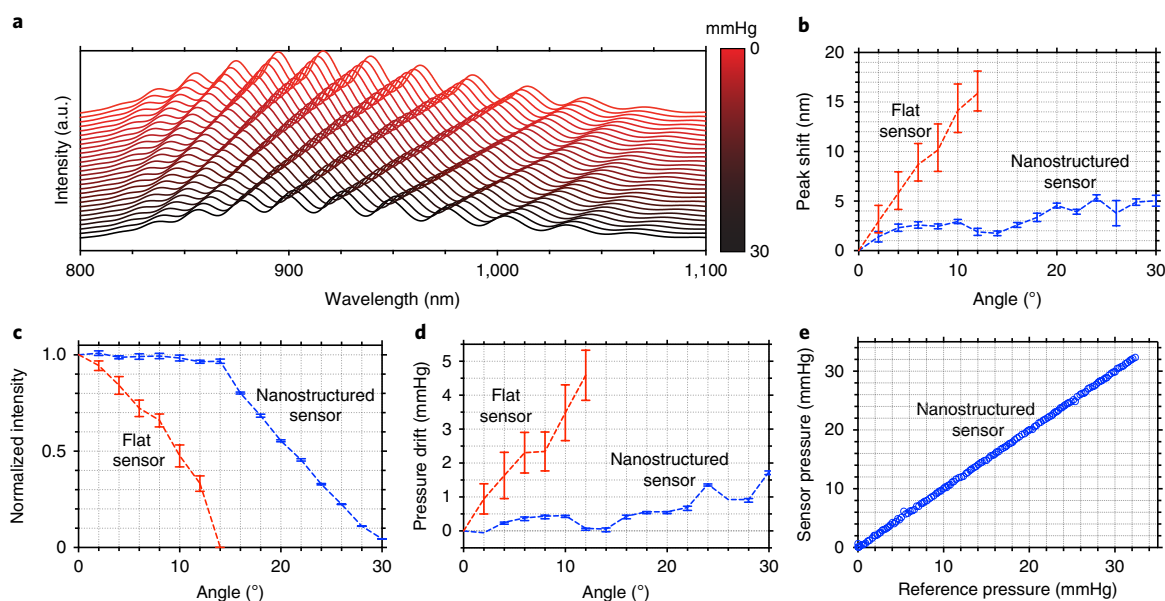 a
mmHg
0
30
Intensity (a.u.)
800
900
1,000
1,100
Wavelength (nm)
b
20
15
10
5
0
Peak shift (nm)
Flat
sensor
Nanostructured
sensor
0
10
20
30
Angle (°)
c
1.0
0.5
0
Normalized intensity
Nanostructured
sensor
Flat
sensor
0
10
20
30
Angle (°)
d
5
4
3
2
1
0
Pressure drift (mmHg)
Flat
sensor
Nanostructured
sensor
0
10
20
30
Angle (°)
e
30
20
10
0
Sensor pressure (mmHg)
Nanostructured
sensor
0
10
20
30
Reference pressure (mmHg)